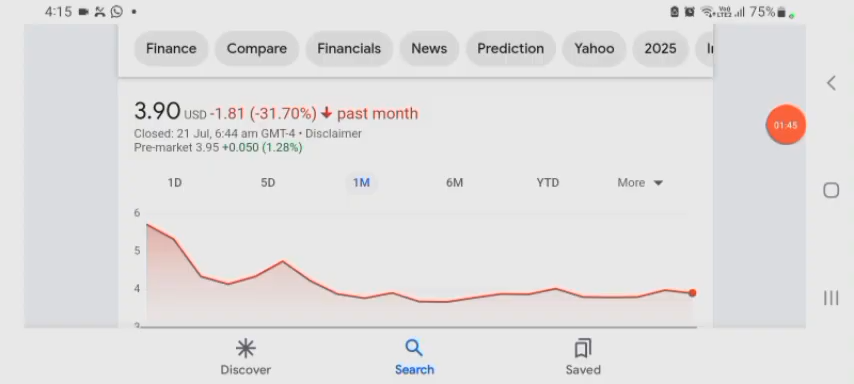 4:15
75%
Finance Compare Financials News Prediction Yahoo 2025
3.90 USD -1.81 (-31.70%) past month
Closed: 21 Jul, 6:44 am GMT-4 • Disclaimer
Pre-market 3.95 +0.050 (1.28%)
01:45
1D 5D 1M 6M YTD More
6
5
4
3
Discover Search Saved